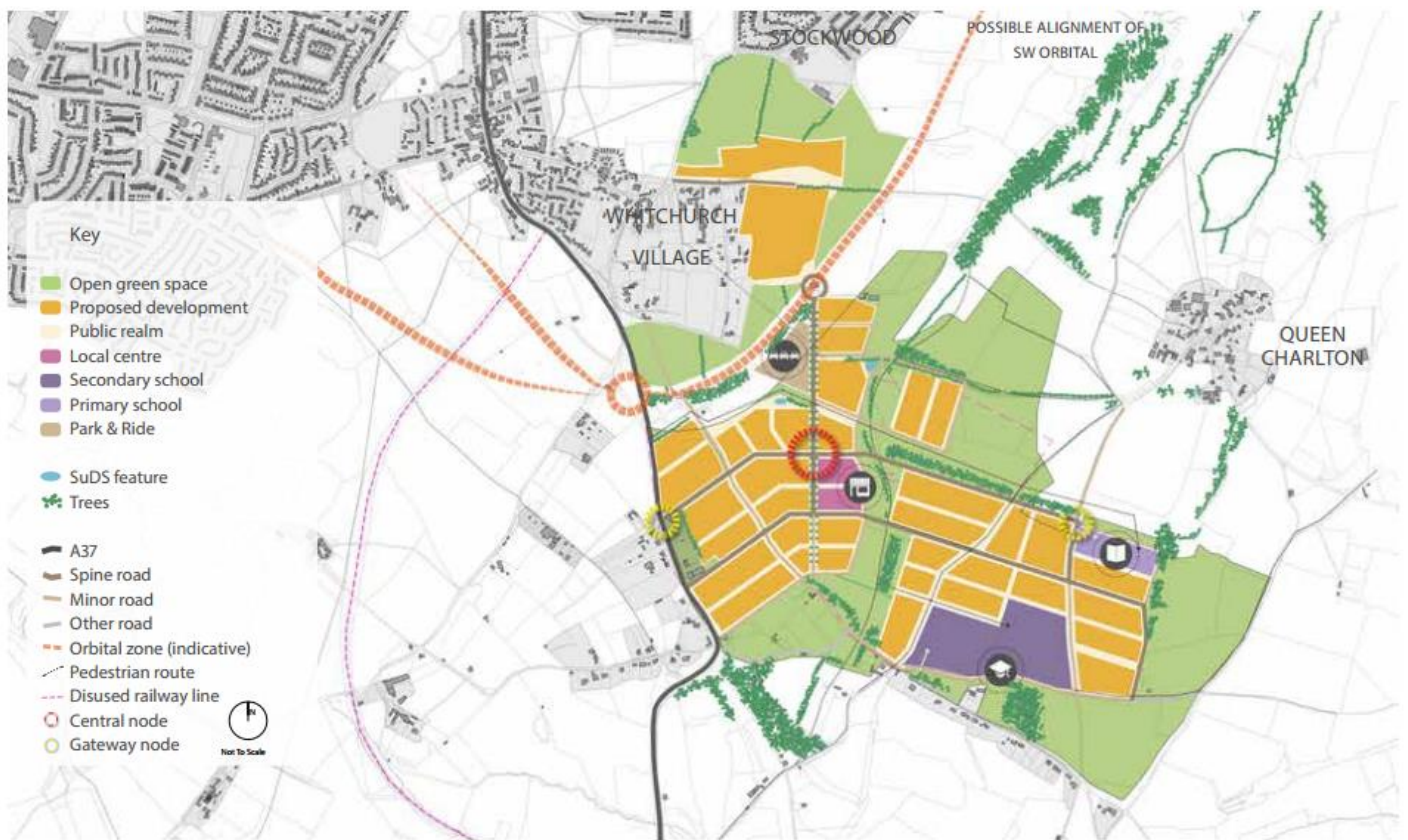 STOCKWOOD
POSSIBLE ALIGNMENT OF
SW ORBITAL
WHITCHURCH
VILLAGE
QUEEN
CHARLTON
Key
Open green space
Proposed development
Public realm
Local centre
Secondary school
Primary school
Park & Ride
SuDS feature
Trees
A37
Spine road
Minor road
Other road
Orbital zone (indicative)
Pedestrian route
Disused railway line
Central node
Gateway node
N
Not To Scale